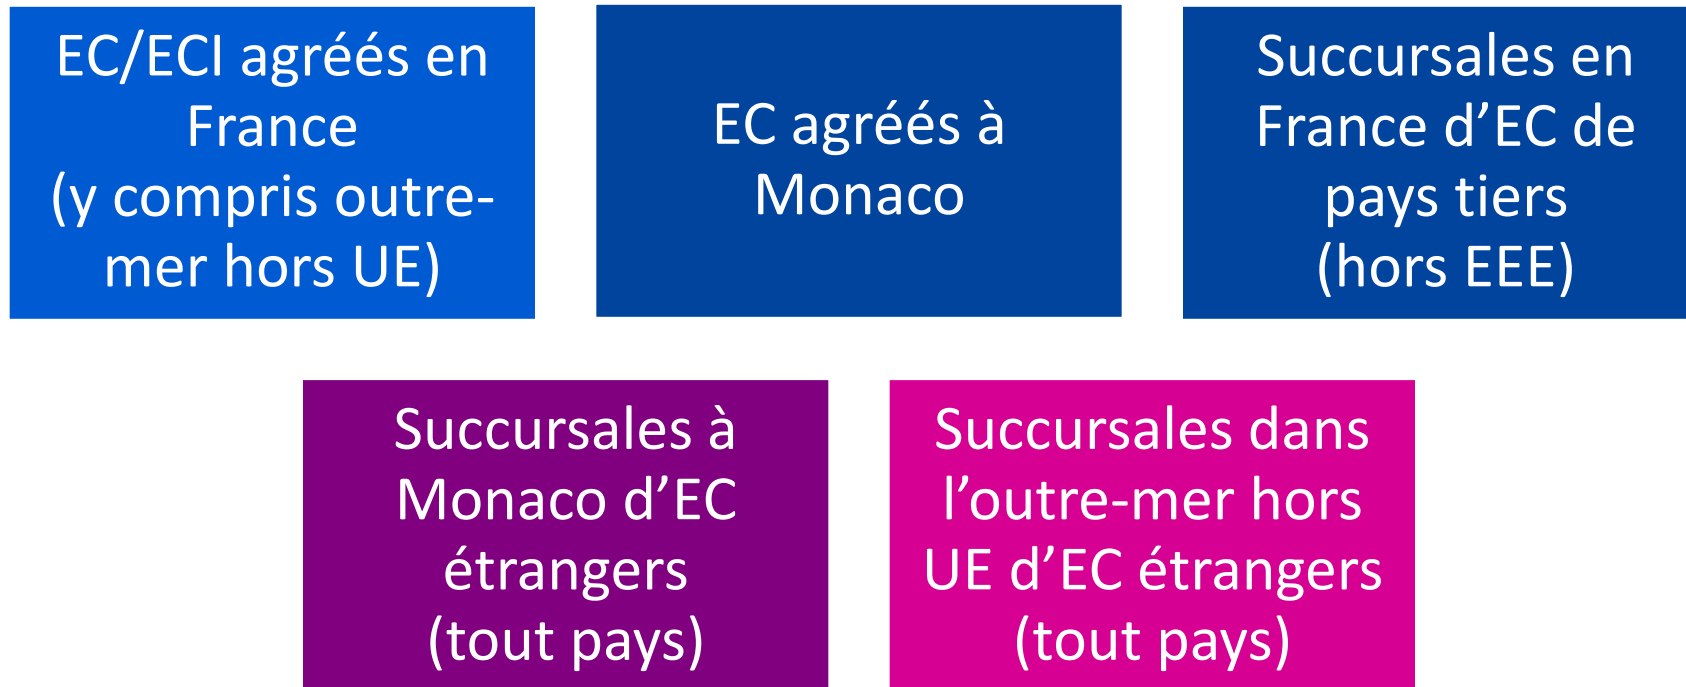 EC/ECI agréés en
France
(y compris outre-
mer hors UE)
EC agréés à
Monaco
Succursales en
France d’EC de
pays tiers
(hors EEE)
Succursales à
Monaco d’EC
étrangers
(tout pays)
Succursales dans
l’outre-mer hors
UE d’EC étrangers
(tout pays)